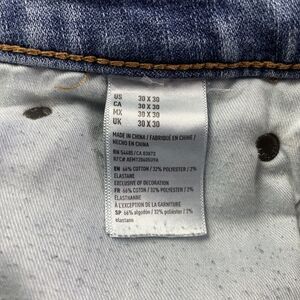 US 30 X 30
CA 30 X 30
MX 30 X 30
UK 30 X 30
MADE IN CHINA / FABRIQUÉ EN CHINE /
HECHO EN CHINA
RN 54485 / CA 03872
RFC#
EN 66% COTTON / 32% POLYESTER / 2%
ELASTANE
EXCLUSIVE OF DECORATION
FR 66% COTTON / 32% POLYESTER / 2%
ÉLASTHANNE
À L'EXCEPTION DE LA GARNITURE
SP 66% algodón / 32% poliéster / 2%
elastano